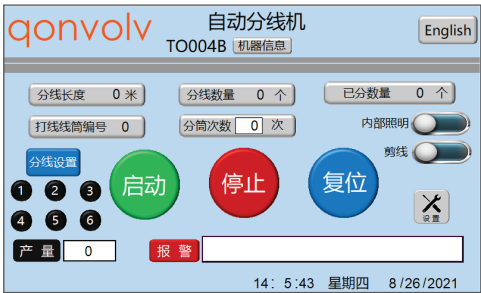 qonvolv
自动分线机
TO004B 机器信息
English
分线长度 0 米
分线数量 0 个
已分数量 0 个
打线线筒编号 0
分筒次数 0 次
内部照明
剪线
分线设置
1 2 3
4 5 6
启动
停止
复位
设置
产量 0
报警
14: 5:43 星期四 8/26/2021